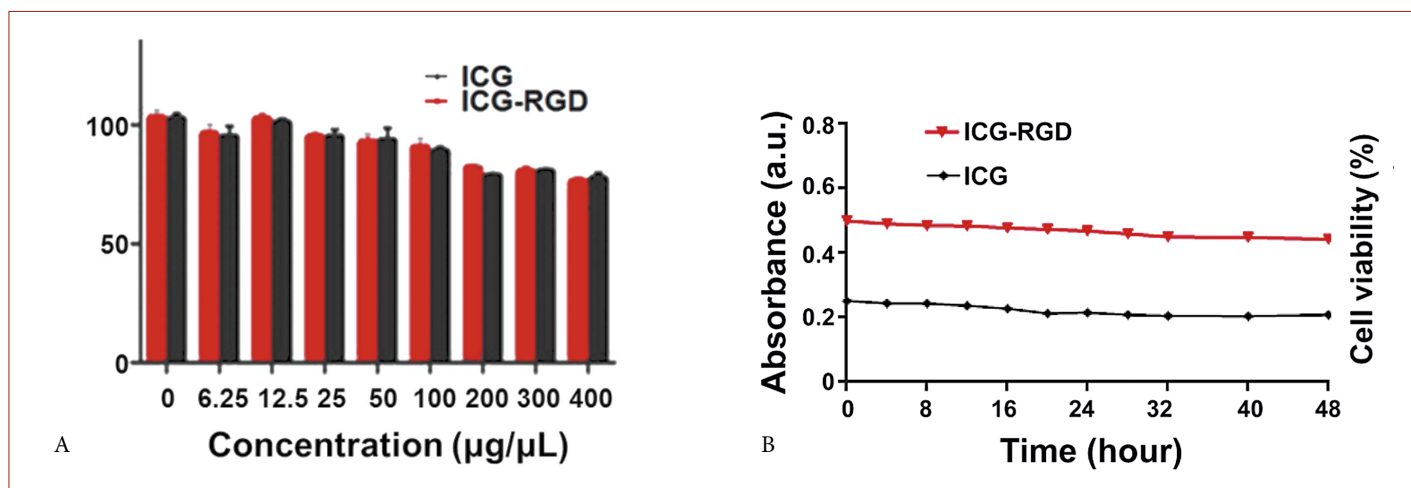 ICG
ICG-RGD
100
50
0
0 6.25 12.5 25 50 100 200 300 400
Concentration (µg/µL)
A
Absorbance (a.u.)
0.8
0.6
0.4
0.2
0
ICG-RGD
ICG
0 8 16 24 32 40 48
Time (hour)
Cell viability (%)
B